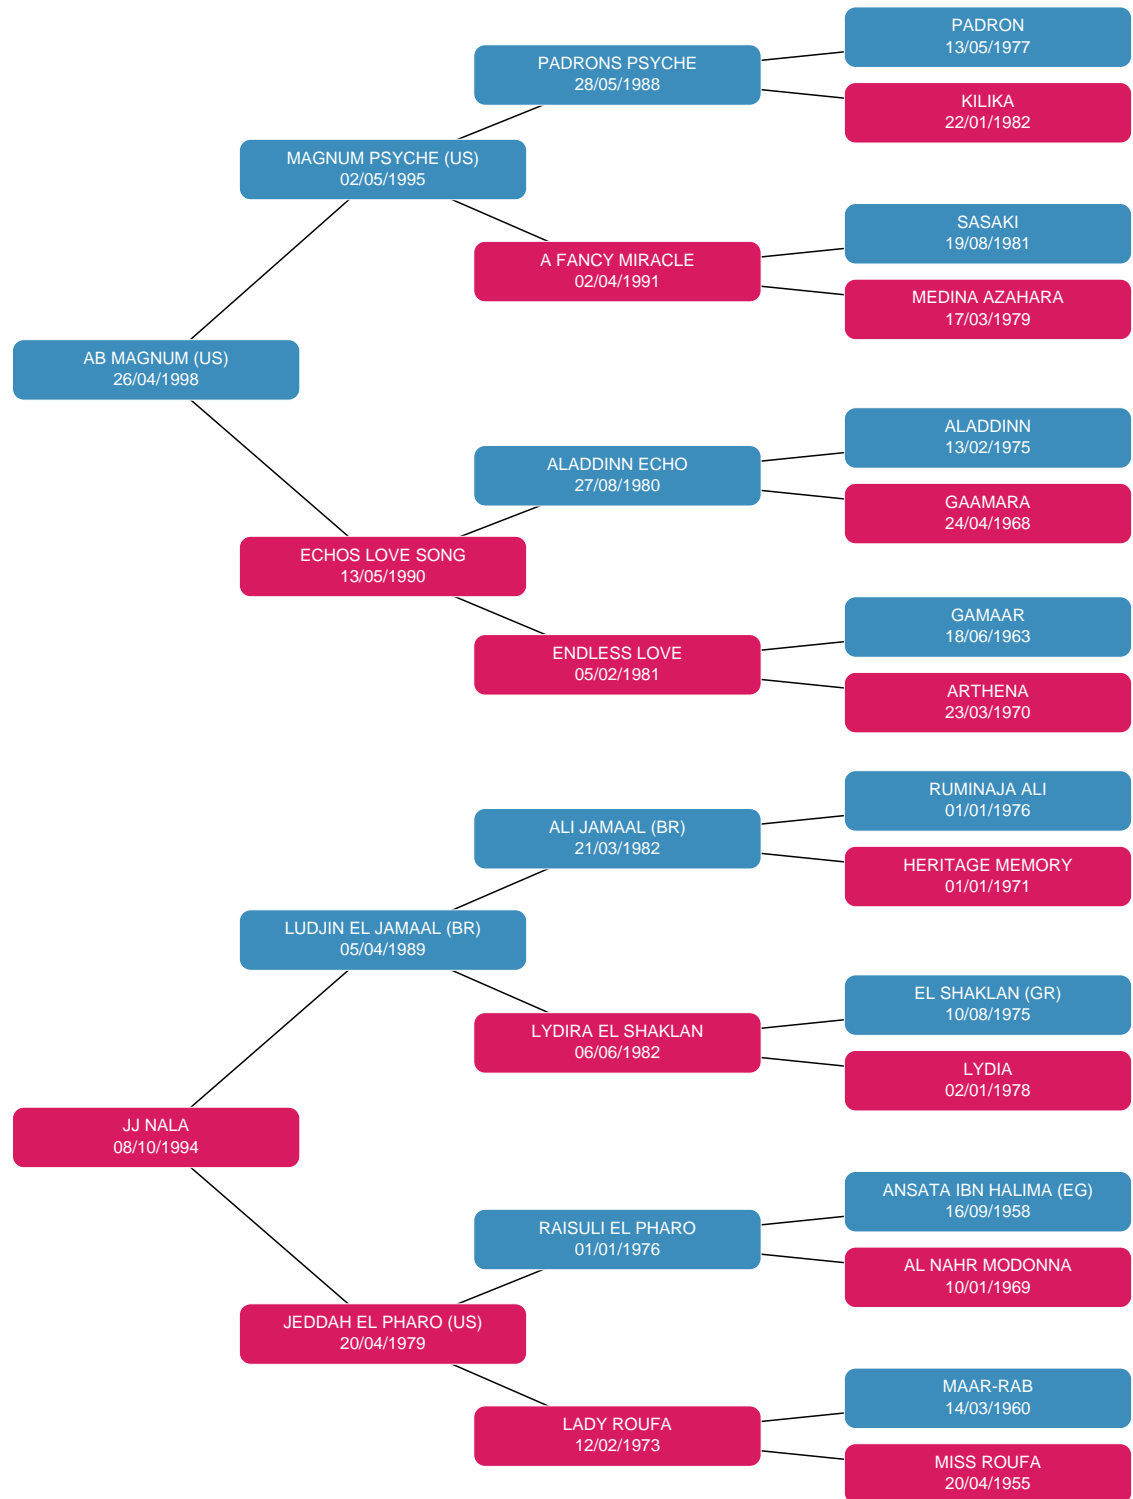 PADRON
13/05/1977
PADRONS PSYCHE
28/05/1988
KILIKA
22/01/1982
MAGNUM PSYCHE (US)
02/05/1995
SASAKI
19/08/1981
A FANCY MIRACLE
02/04/1991
MEDINA AZAHARA
17/03/1979
AB MAGNUM (US)
26/04/1998
ALADDINN
13/02/1975
ALADDINN ECHO
27/08/1980
GAAMARA
24/04/1968
ECHOS LOVE SONG
13/05/1990
GAMAAR
18/06/1963
ENDLESS LOVE
05/02/1981
ARTHENA
23/03/1970
RUMINAJA ALI
01/01/1976
ALI JAMAAL (BR)
21/03/1982
HERITAGE MEMORY
01/01/1971
LUDJIN EL JAMAAL (BR)
05/04/1989
EL SHAKLAN (GR)
10/08/1975
LYDIRA EL SHAKLAN
06/06/1982
LYDIA
02/01/1978
JJ NALA
08/10/1994
ANSATA IBN HALIMA (EG)
16/09/1958
RAISULI EL PHARO
01/01/1976
AL NAHR MODONNA
10/01/1969
JEDDAH EL PHARO (US)
20/04/1979
MAAR-RAB
14/03/1960
LADY ROUFA
12/02/1973
MISS ROUFA
20/04/1955